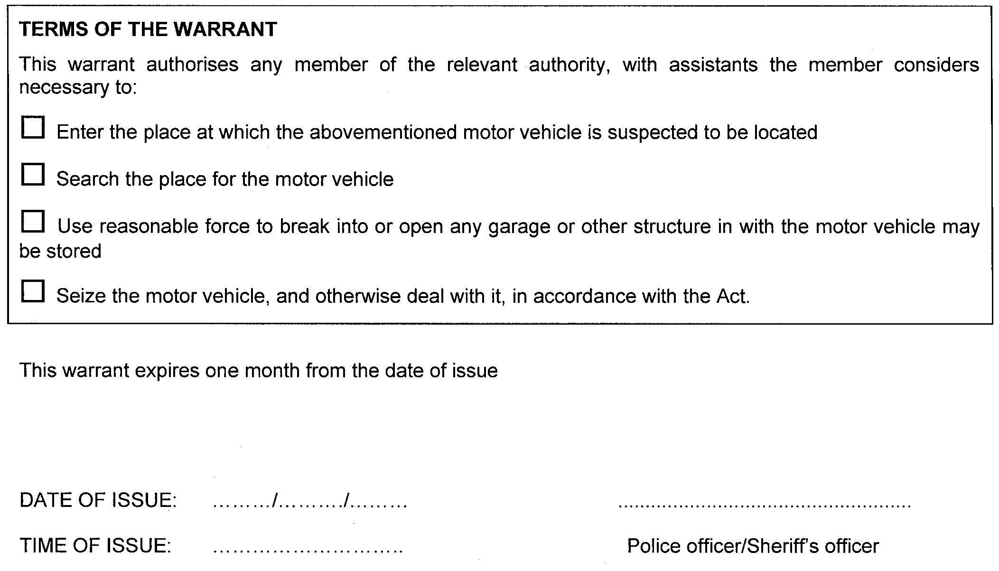 TERMS OF THE WARRANT
This warrant authorises any member of the relevant authority, with assistants the member considers
necessary to:
☐ Enter the place at which the abovementioned motor vehicle is suspected to be located
☐ Search the place for the motor vehicle
☐ Use reasonable force to break into or open any garage or other structure in with the motor vehicle may
be stored
☐ Seize the motor vehicle, and otherwise deal with it, in accordance with the Act.
This warrant expires one month from the date of issue
DATE OF ISSUE: ........./........../......... ..................................................
TIME OF ISSUE: ............................. Police officer/Sheriff's officer